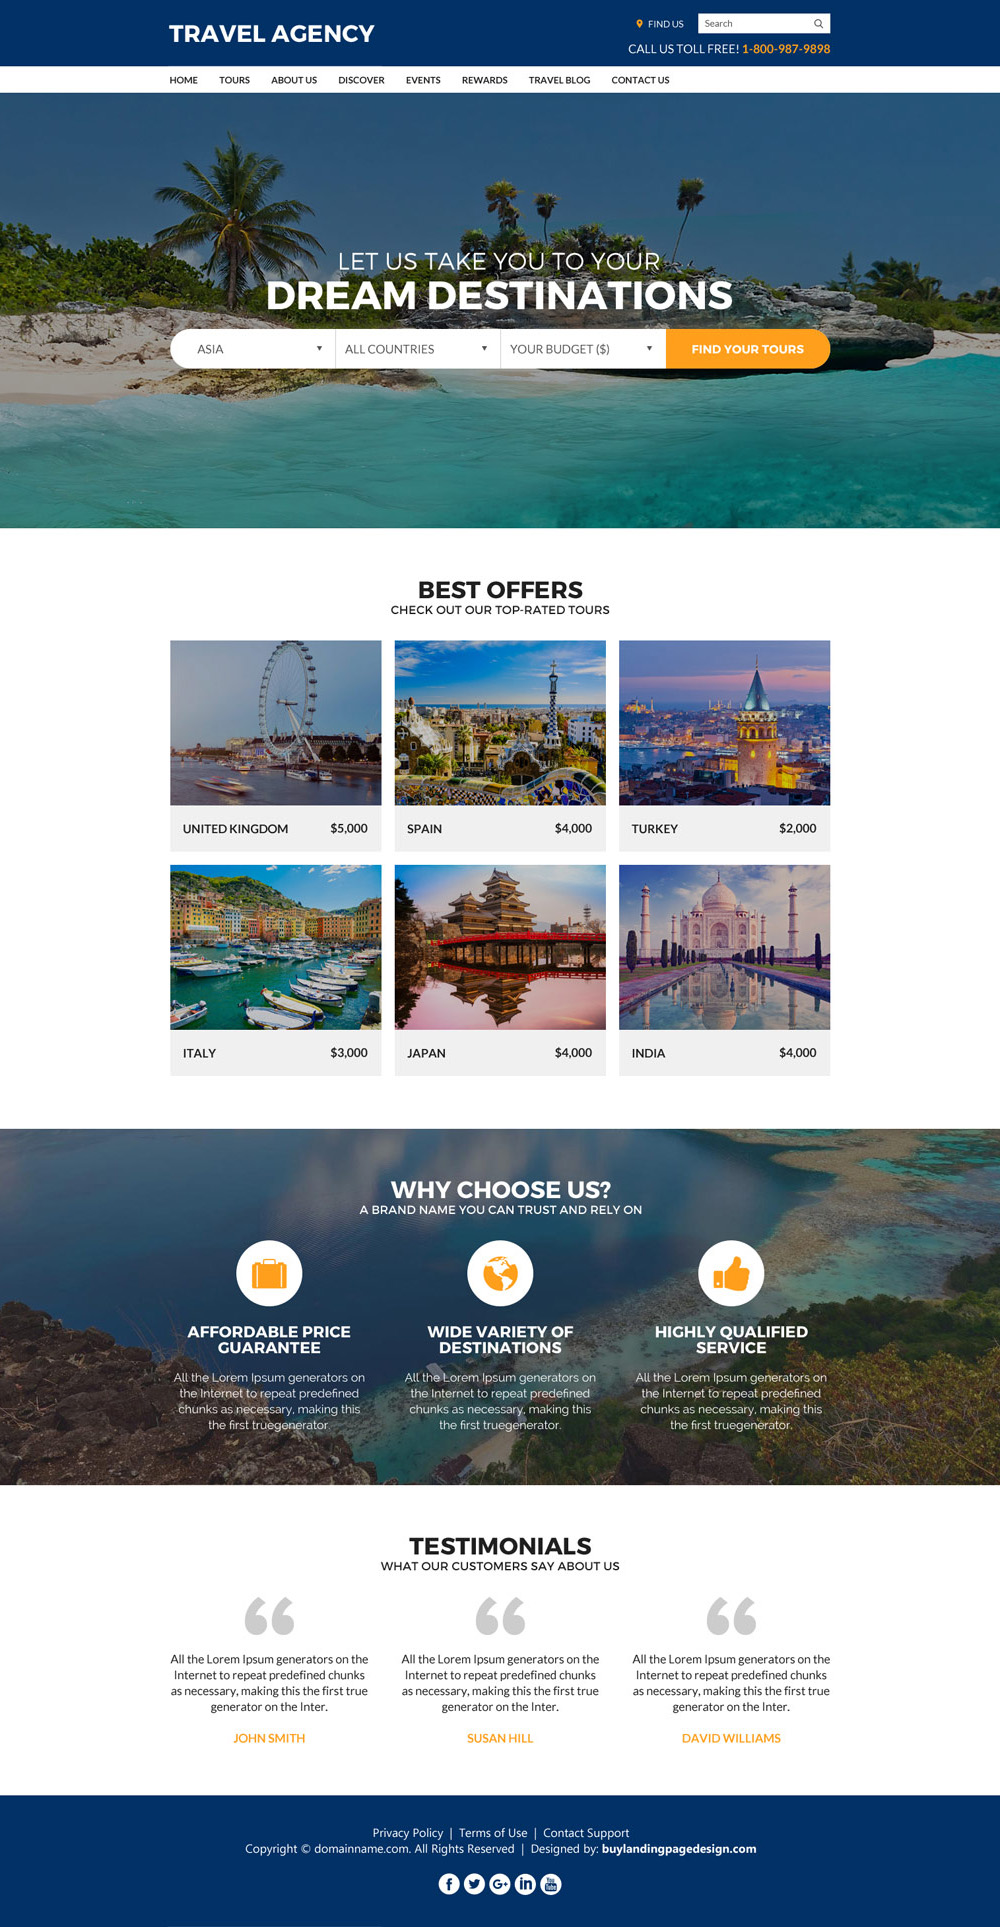 TRAVEL AGENCY
FIND US
Search
CALL US TOLL FREE! 1-800-987-9898
HOME TOURS ABOUT US DISCOVER EVENTS REWARDS TRAVEL BLOG CONTACT US
LET US TAKE YOU TO YOUR
DREAM DESTINATIONS
ASIA ALL COUNTRIES YOUR BUDGET ($) FIND YOUR TOURS
BEST OFFERS
CHECK OUT OUR TOP-RATED TOURS
UNITED KINGDOM $5,000
SPAIN $4,000
TURKEY $2,000
ITALY $3,000
JAPAN $4,000
INDIA $4,000
WHY CHOOSE US?
A BRAND NAME YOU CAN TRUST AND RELY ON
AFFORDABLE PRICE
GUARANTEE
All the Lorem Ipsum generators on
the Internet to repeat predefined
chunks as necessary, making this
the first truegenerator.
WIDE VARIETY OF
DESTINATIONS
All the Lorem Ipsum generators on
the Internet to repeat predefined
chunks as necessary, making this
the first truegenerator.
HIGHLY QUALIFIED
SERVICE
All the Lorem Ipsum generators on
the Internet to repeat predefined
chunks as necessary, making this
the first truegenerator.
TESTIMONIALS
WHAT OUR CUSTOMERS SAY ABOUT US
All the Lorem Ipsum generators on the
Internet to repeat predefined chunks
as necessary, making this the first true
generator on the Inter.
JOHN SMITH
All the Lorem Ipsum generators on the
Internet to repeat predefined chunks
as necessary, making this the first true
generator on the Inter.
SUSAN HILL
All the Lorem Ipsum generators on the
Internet to repeat predefined chunks
as necessary, making this the first true
generator on the Inter.
DAVID WILLIAMS
Privacy Policy | Terms of Use | Contact Support
Copyright © domainname.com. All Rights Reserved | Designed by: buylandingpagedesign.com
f G+ in You Tube